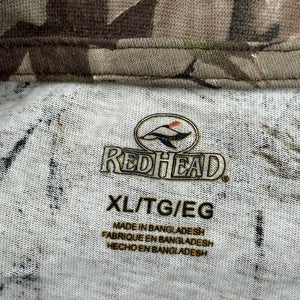 REDHEAD®
XL/TG/EG
MADE IN BANGLADESH
FABRIQUE EN BANGLADESH
HECHO EN BANGLADESH